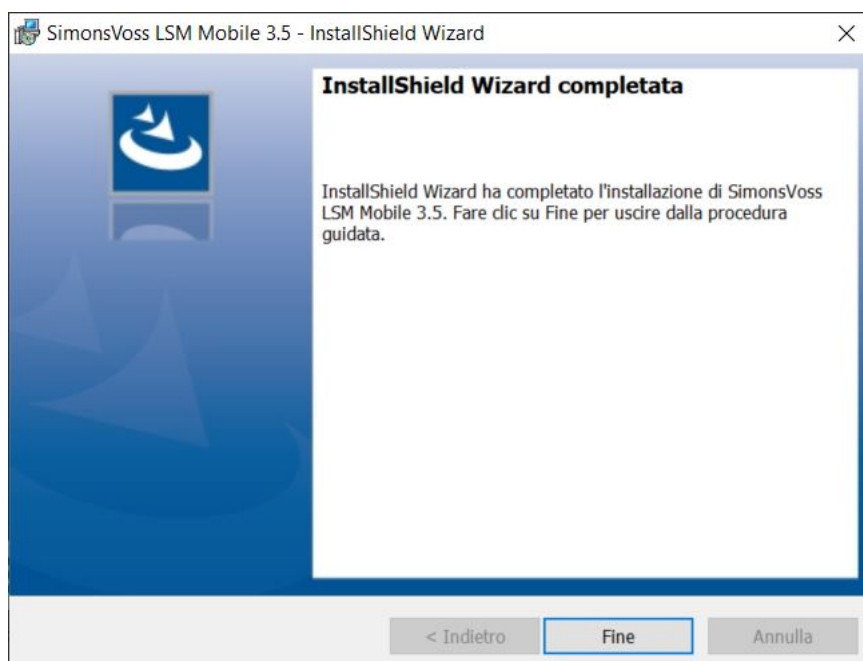 SimonsVoss LSM Mobile 3.5 - InstallShield Wizard
InstallShield Wizard completata
InstallShield Wizard ha completato l'installazione di SimonsVoss
LSM Mobile 3.5. Fare clic su Fine per uscire dalla procedura
guidata.
< Indietro
Fine
Annulla